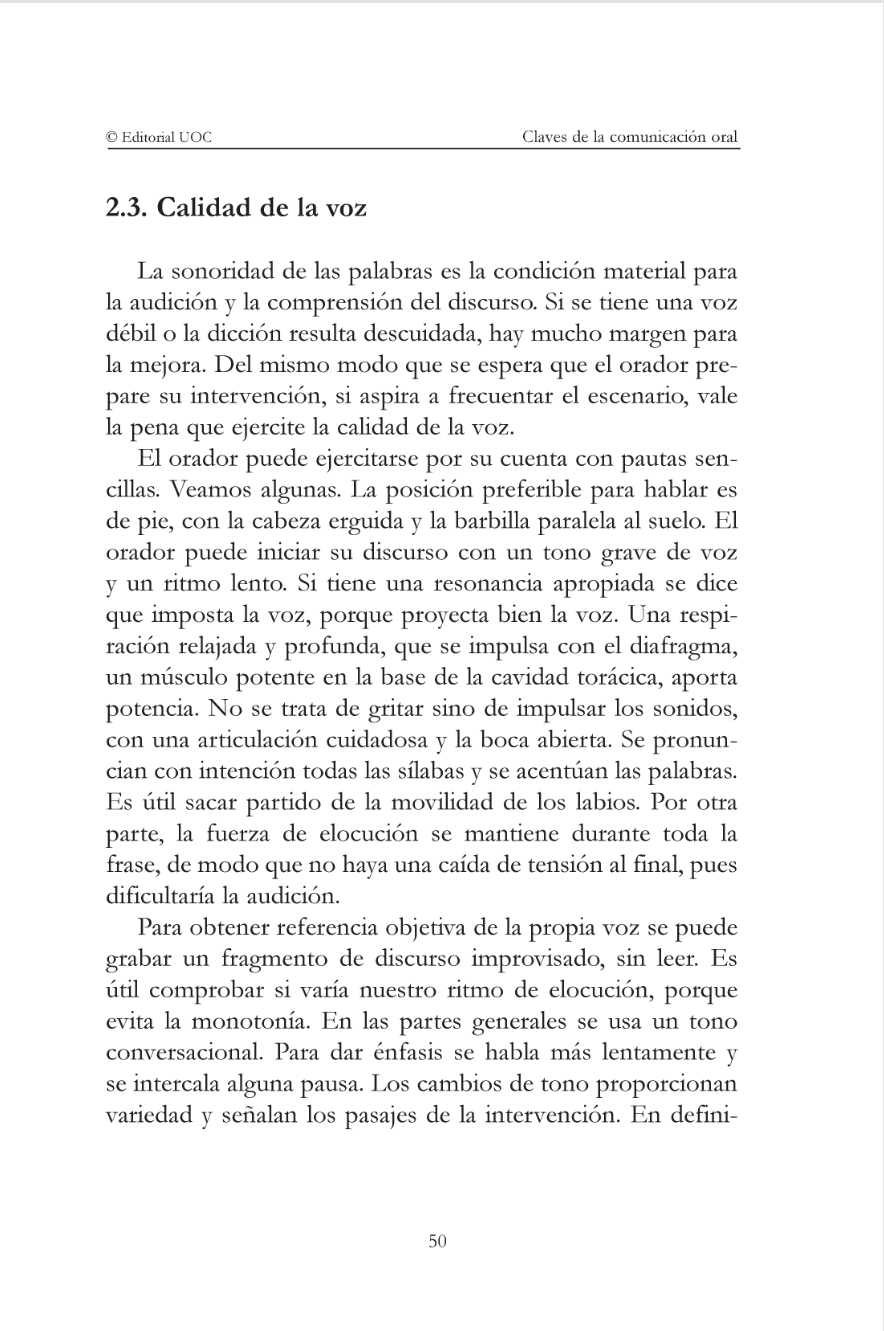 © Editorial UOC
Claves de la comunicación oral
2.3. Calidad de la voz
La sonoridad de las palabras es la condición material para
la audición y la comprensión del discurso. Si se tiene una voz
débil o la dicción resulta descuidada, hay mucho margen para
la mejora. Del mismo modo que se espera que el orador pre-
pare su intervención, si aspira a frecuentar el escenario, vale
la pena que ejercite la calidad de la voz.
El orador puede ejercitarse por su cuenta con pautas sen-
cillas. Veamos algunas. La posición preferible para hablar es
de pie, con la cabeza erguida y la barbilla paralela al suelo. El
orador puede iniciar su discurso con un tono grave de voz
y un ritmo lento. Si tiene una resonancia apropiada se dice
que imposta la voz, porque proyecta bien la voz. Una respi-
ración relajada y profunda, que se impulsa con el diafragma,
un músculo potente en la base de la cavidad torácica, aporta
potencia. No se trata de gritar sino de impulsar los sonidos,
con una articulación cuidadosa y la boca abierta. Se pronun-
cian con intención todas las sílabas y se acentúan las palabras.
Es útil sacar partido de la movilidad de los labios. Por otra
parte, la fuerza de elocución se mantiene durante toda la
frase, de modo que no haya una caída de tensión al final, pues
dificultaría la audición.
Para obtener referencia objetiva de la propia voz se puede
grabar un fragmento de discurso improvisado, sin leer. Es
útil comprobar si varía nuestro ritmo de elocución, porque
evita la monotonía. En las partes generales se usa un tono
conversacional. Para dar énfasis se habla más lentamente y
se intercala alguna pausa. Los cambios de tono proporcionan
variedad y señalan los pasajes de la intervención. En defini-
50